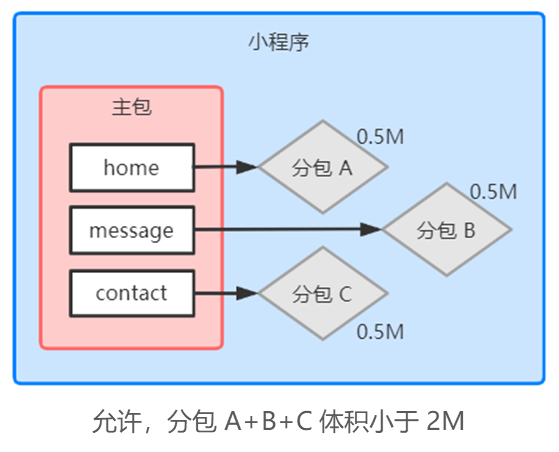 小程序
主包
home
分包 A
0.5M
message
分包 B
0.5M
contact
分包 C
0.5M
允许，分包 A+B+C 体积小于 2M